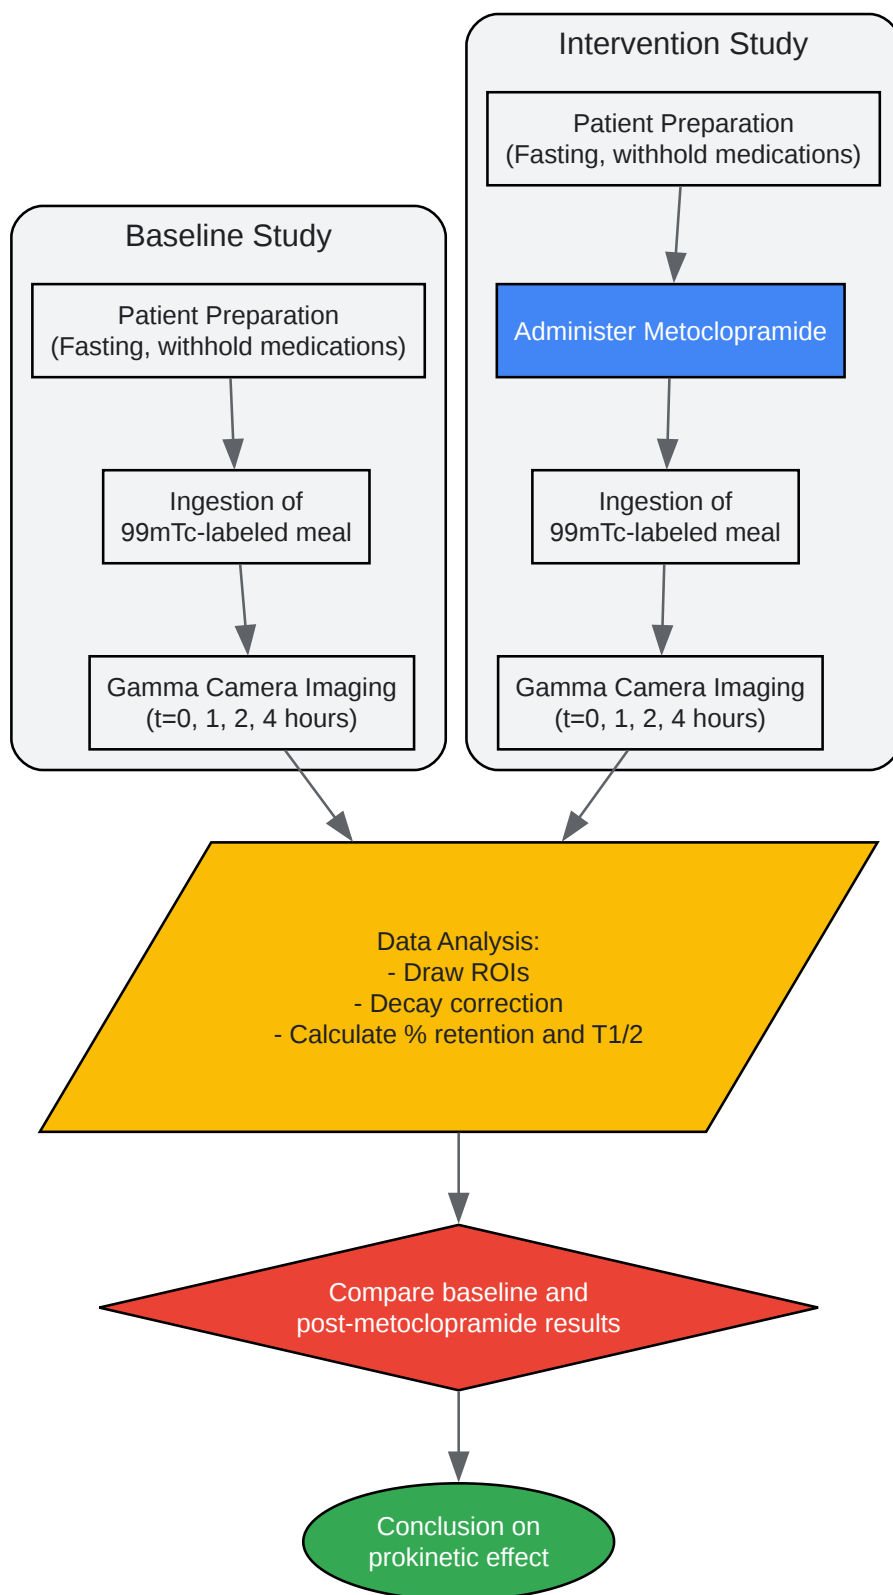 Baseline Study
Patient Preparation
(Fasting, withhold medications)
Ingestion of
99mTc-labeled meal
Gamma Camera Imaging
(t=0, 1, 2, 4 hours)
Intervention Study
Patient Preparation
(Fasting, withhold medications)
Administer Metoclopramide
Ingestion of
99mTc-labeled meal
Gamma Camera Imaging
(t=0, 1, 2, 4 hours)
Data Analysis:
- Draw ROIs
- Decay correction
- Calculate % retention and T1/2
Compare baseline and
post-metoclopramide results
Conclusion on
prokinetic effect